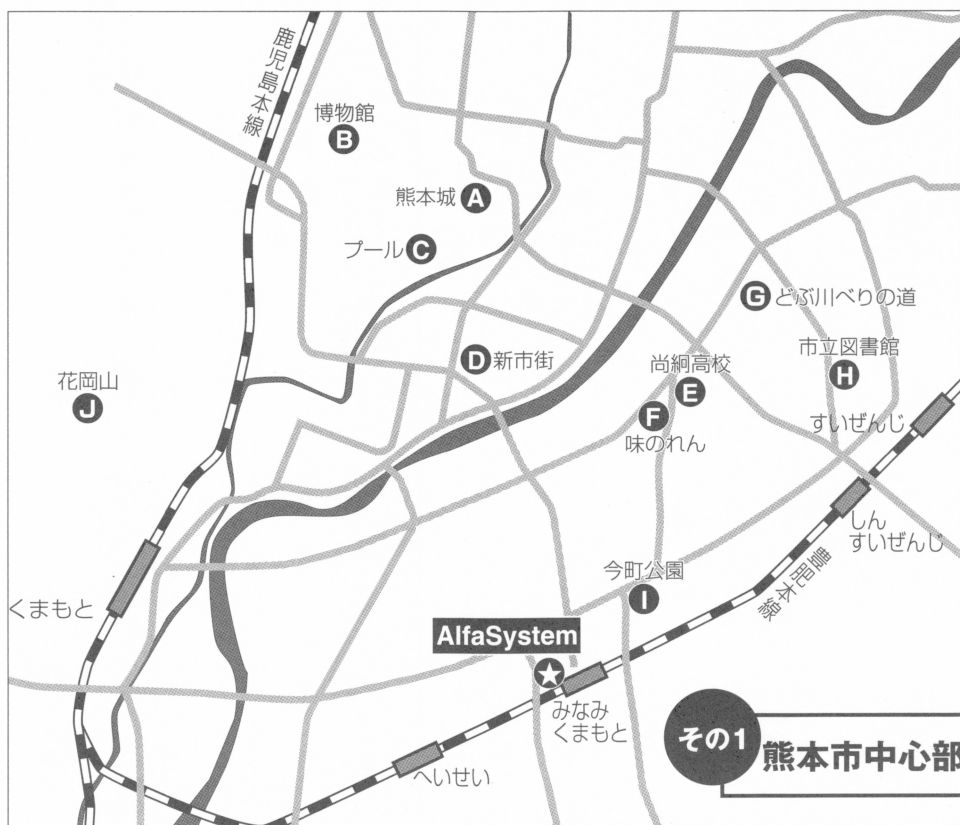 鹿児島本線
博物館
B
熊本城 A
プール C
G どぶ川べりの道
D 新市街
市立図書館
H
尚絅高校
E
花岡山
J
F
味のれん
すいぜんじ
しん
すいぜんじ
豊肥本線
今町公園
I
くまもと
AlfaSystem
みなみ
くまもと
へいせい
その1
熊本市中心部